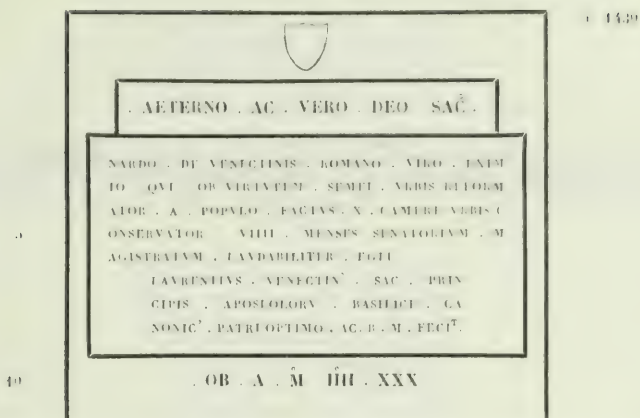 1439
. AETERNO . AC . VERO . DEO SAC .
NARDO . DE VENECTINIS . ROMANO . VIRO . EXIM
IO QVI OB VIRTVTEM . SEMEL . VRBIS REFORM
ATOR . A . POPVLO . FACTVS . X . CAMERE VRBIS C
ONSERVATOR VIIII . MENSES SENATORIVM . M
AGISTRATVM . LAVDABILITER . EGIT
LAVRENTIVS . VENECTIN' . SAC . PRIN
CIPIS . APOSTOLORV . BASILICE . CA
NONIC' . PATRI OPTIMO . AC . B . M . FECIT .
. OB . A . M IIII . XXX